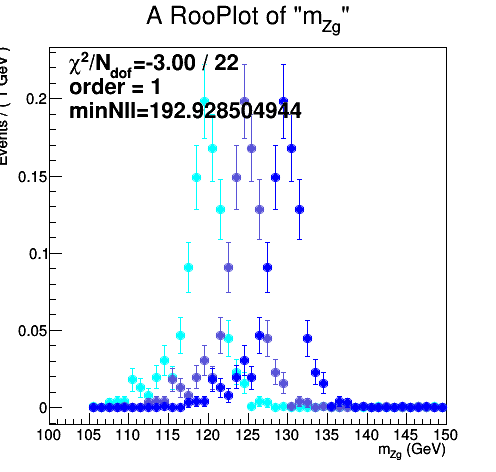 A RooPlot of "m_Zg"
χ²/N_dof=-3.00 / 22
order = 1
minNll=192.928504944
Events / ( 1 GeV )
0.2
0.15
0.1
0.05
0
100 105 110 115 120 125 130 135 140 145 150
m_Zg (GeV)